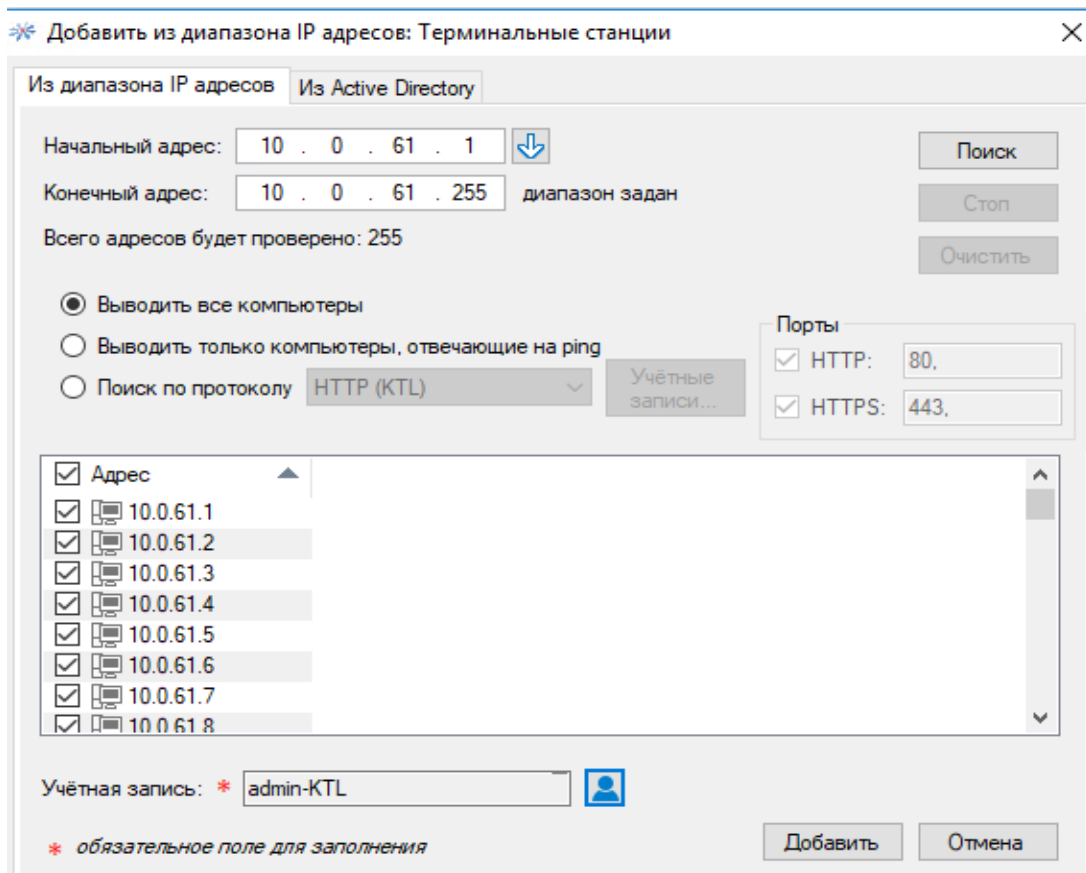 Добавить из диапазона IP адресов: Терминальные станции
Из диапазона IP адресов Из Active Directory
Начальный адрес: 10 . 0 . 61 . 1 Поиск
Конечный адрес: 10 . 0 . 61 . 255 диапазон задан Стоп
Всего адресов будет проверено: 255
Очистить
Выводить все компьютеры
Порты
Выводить только компьютеры, отвечающие на ping
HTTP: 80,
Поиск по протоколу HTTP (KTL) Учётные записи...
HTTPS: 443,
Адрес
10.0.61.1
10.0.61.2
10.0.61.3
10.0.61.4
10.0.61.5
10.0.61.6
10.0.61.7
10.0.61.8
Учётная запись: * admin-KTL
* обязательное поле для заполнения Добавить Отмена